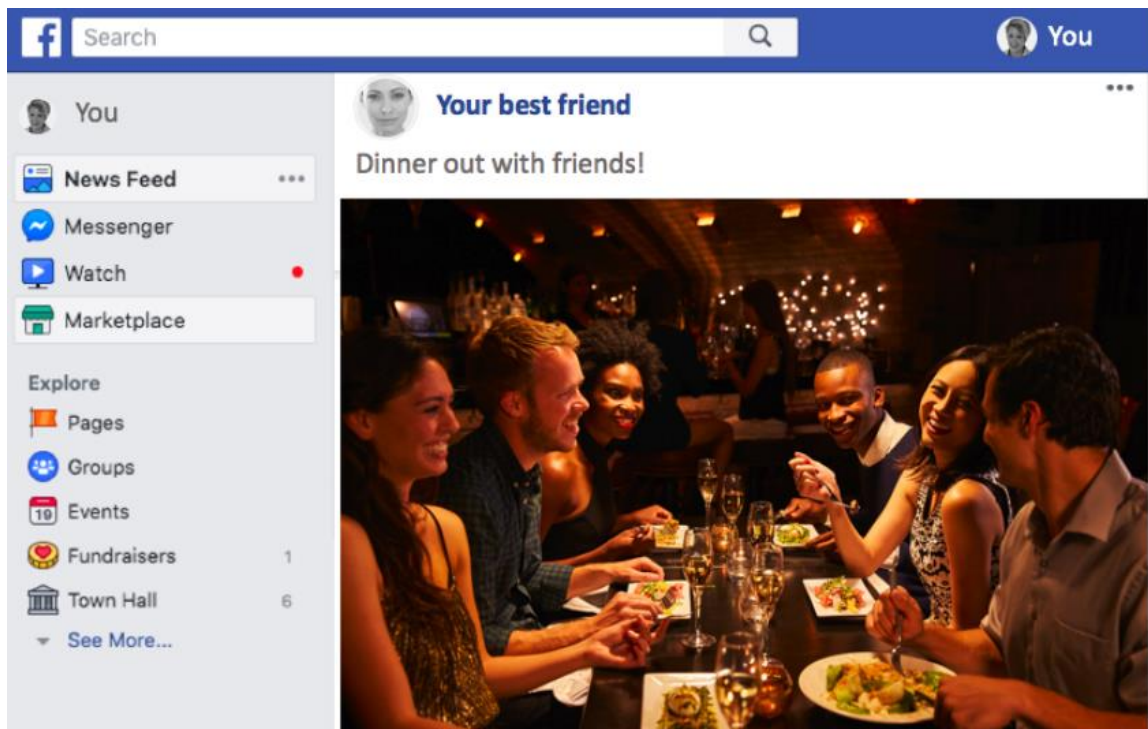 f
Search
You
You
News Feed
Messenger
Watch
Marketplace
Explore
Pages
Groups
19
Events
Fundraisers 1
Town Hall 6
See More...
Your best friend
Dinner out with friends!